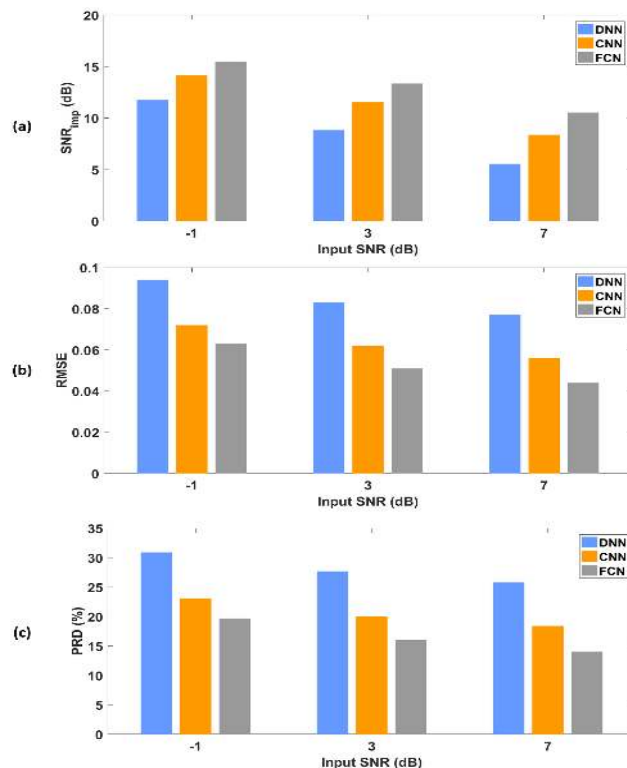 (a)
SNRimp (dB)
20
15
10
5
0
-1 3 7
Input SNR (dB)
DNN
CNN
FCN
(b)
RMSE
0.1
0.08
0.06
0.04
0.02
0
-1 3 7
Input SNR (dB)
DNN
CNN
FCN
(c)
PRD (%)
35
30
25
20
15
10
5
0
-1 3 7
Input SNR (dB)
DNN
CNN
FCN